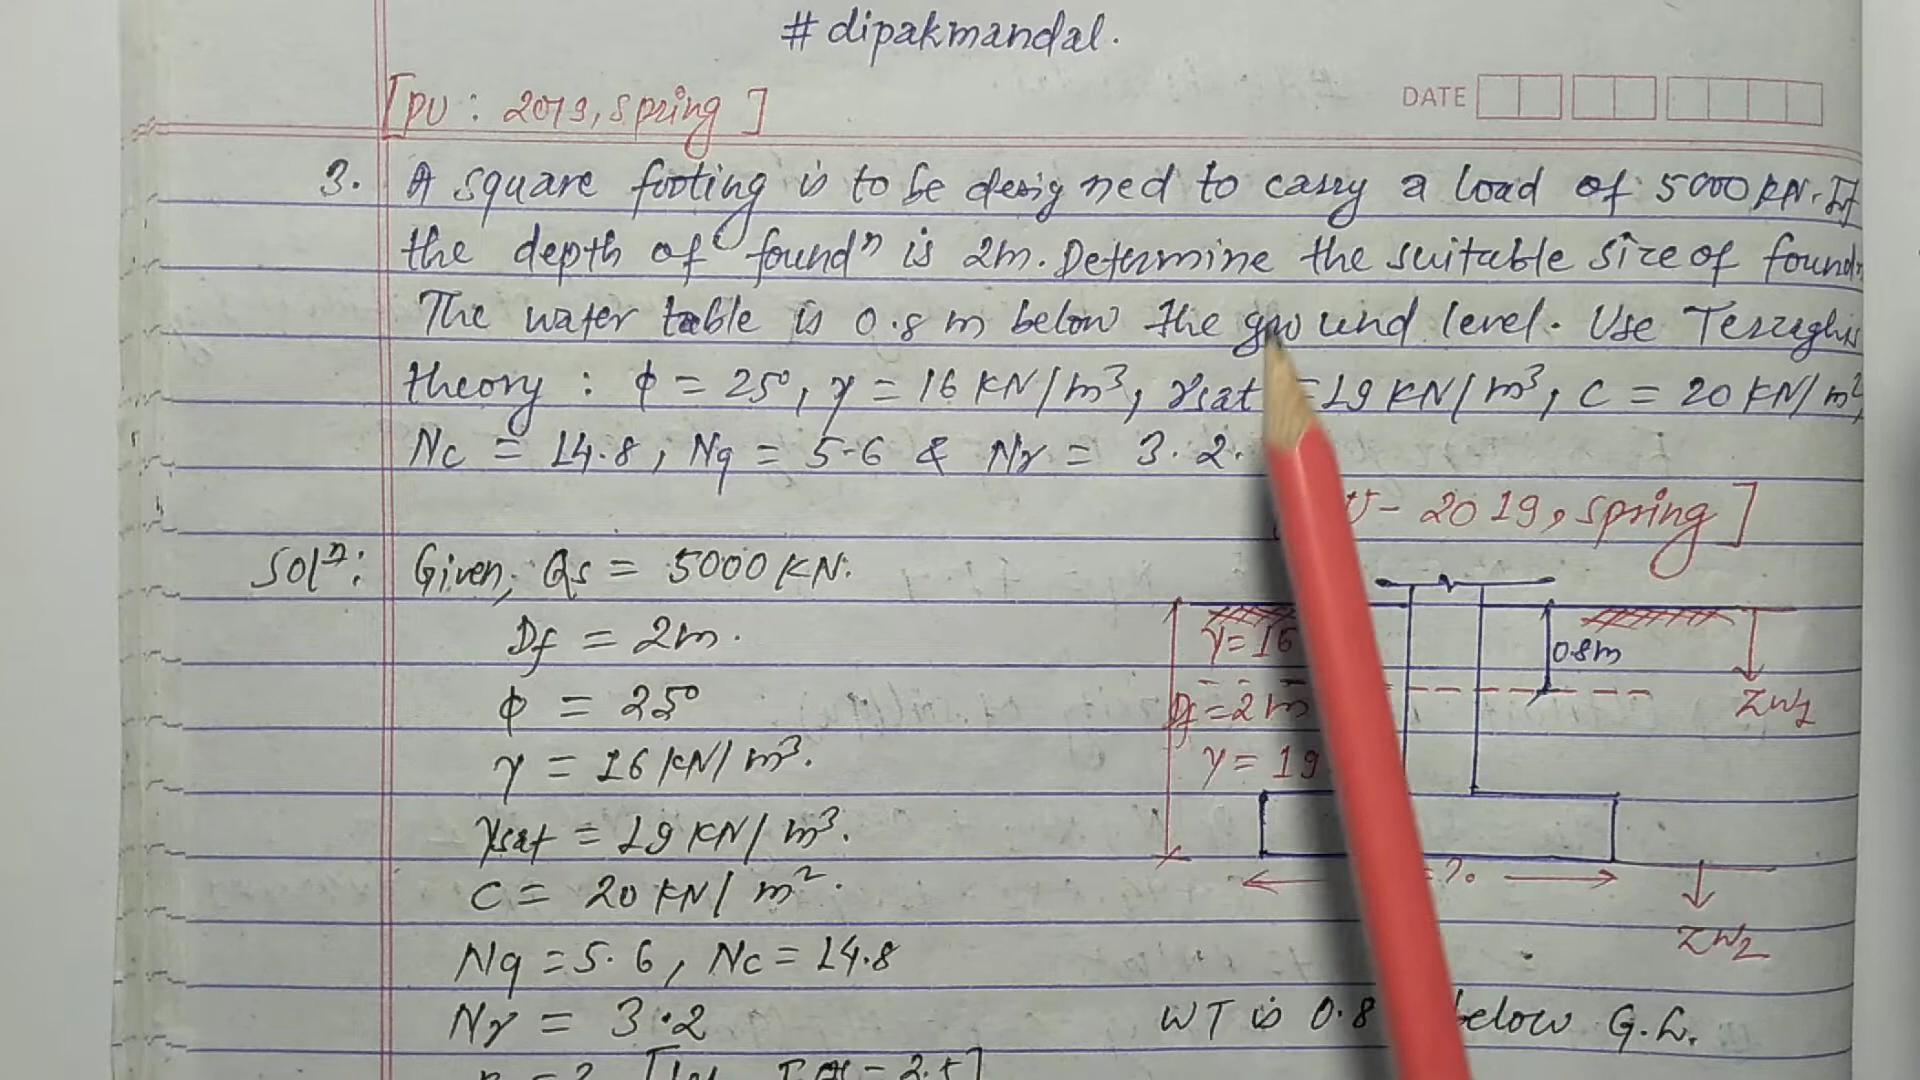 #dipakmandal.
[PU: 2019, spring]
DATE
3. A square footing is to be designed to carry a load of 5000 KN. If
the depth of foundⁿ is 2m. Determine the suitable size of foundⁿ.
The water table is 0.8 m below the ground level. Use Terzaghis
theory : φ = 25°, γ = 16 KN/m³, γsat = 19 KN/m³, C = 20 KN/m²,
Nc = 14.8, Nq = 5.6 & Nγ = 3.2.
- 2019, spring]
Solⁿ: Given, Qs = 5000 KN.
Df = 2m.
φ = 25°
γ = 16 KN/m³.
γsat = 19 KN/m³.
C = 20 KN/m².
Nq = 5.6, Nc = 14.8
Nγ = 3.2
γ = 16
0.8m
Df = 2m
Zw1
γ = 19
= ?
Zw2
WT is 0.8 below G.L.